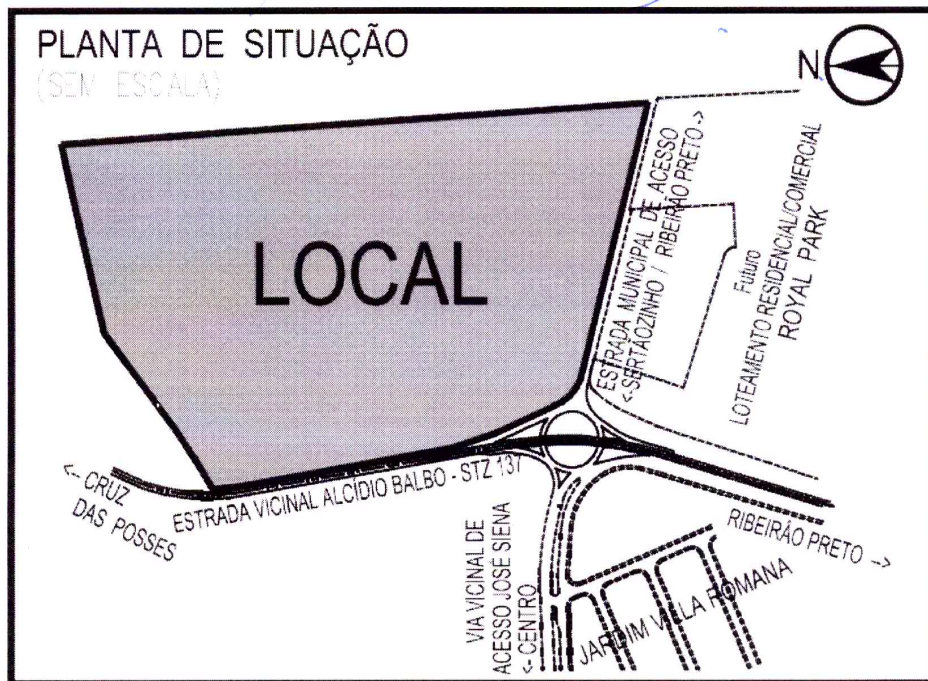 PLANTA DE SITUAÇÃO
(SEM ESCALA)
N
LOCAL
ESTRADA MUNICIPAL DE ACESSO
<-SERTÃOZINHO / RIBEIRÃO PRETO->
Futuro
LOTEAMENTO RESIDENCIAL/COMERCIAL
ROYAL PARK
<- CRUZ
DAS POSSES
ESTRADA VICINAL ALCÍDIO BALBO - STZ 137
VIA VICINAL DE
ACESSO JOSÉ SIENA
<- CENTRO
RIBEIRÃO PRETO ->
JARDIM VILLA ROMANA